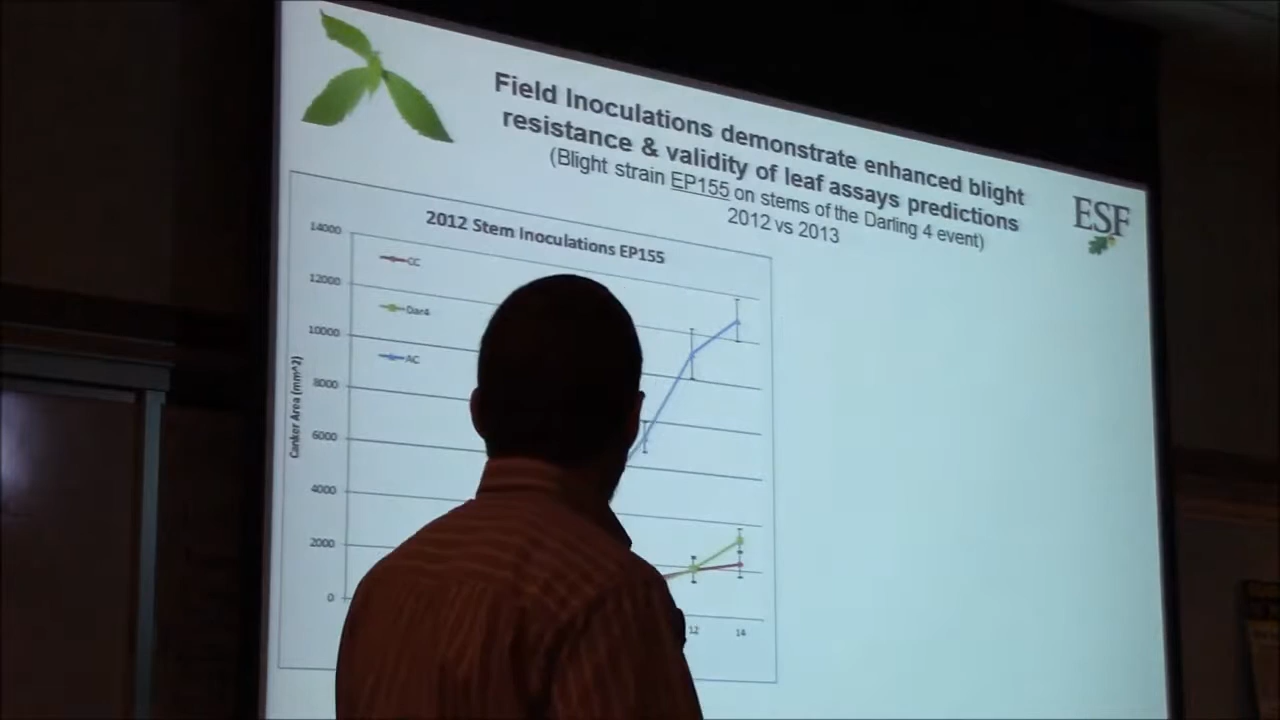 Field Inoculations demonstrate enhanced blight
resistance & validity of leaf assays predictions
(Blight strain EP155 on stems of the Darling 4 event)
2012 vs 2013
ESF
2012 Stem Inoculations EP155
14000
12000
10000
8000
6000
4000
2000
0
Canker Area (mm^2)
CC
Dar4
AC
12
14